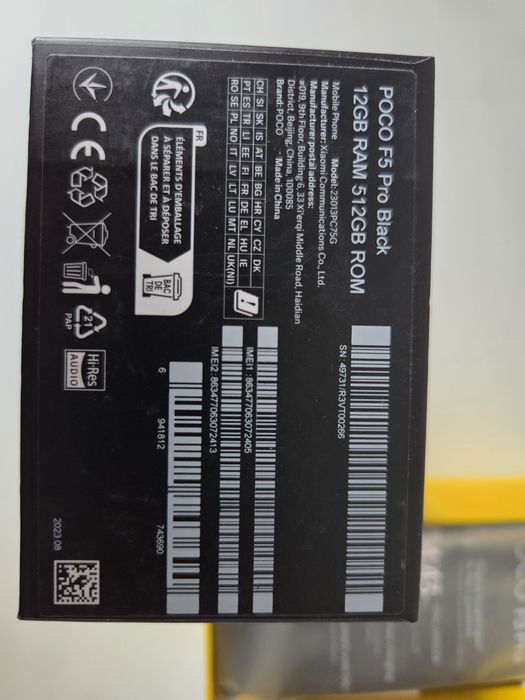 POCO F5 Pro Black
12GB RAM 512GB ROM
Mobile Phone Model: 23013PC75G
Manufacturer: Xiaomi Communications Co., Ltd.
Manufacturer postal address:
#019, 9th Floor, Building 6, 33 Xi'erqi Middle Road, Haidian
District, Beijing, China, 100085
Brand: POCO Made in China
SN: 49731/R3VT00266
CH SI SK IS AT BE BG HR CY CZ DK
PT ES TR LI EE FI FR DE EL HU IE
RO SE PL NO IT LV LT LU MT NL UK(NI)
IMEI1: 863477063072405
IMEI2: 863477063072413
FR
ÉLÉMENTS D'EMBALLAGE
À SÉPARER ET À DÉPOSER
DANS LE BAC DE TRI
BAC
DE
TRI
6 941812 743690
CE
21
PAP
Hi-Res
AUDIO
2023.08